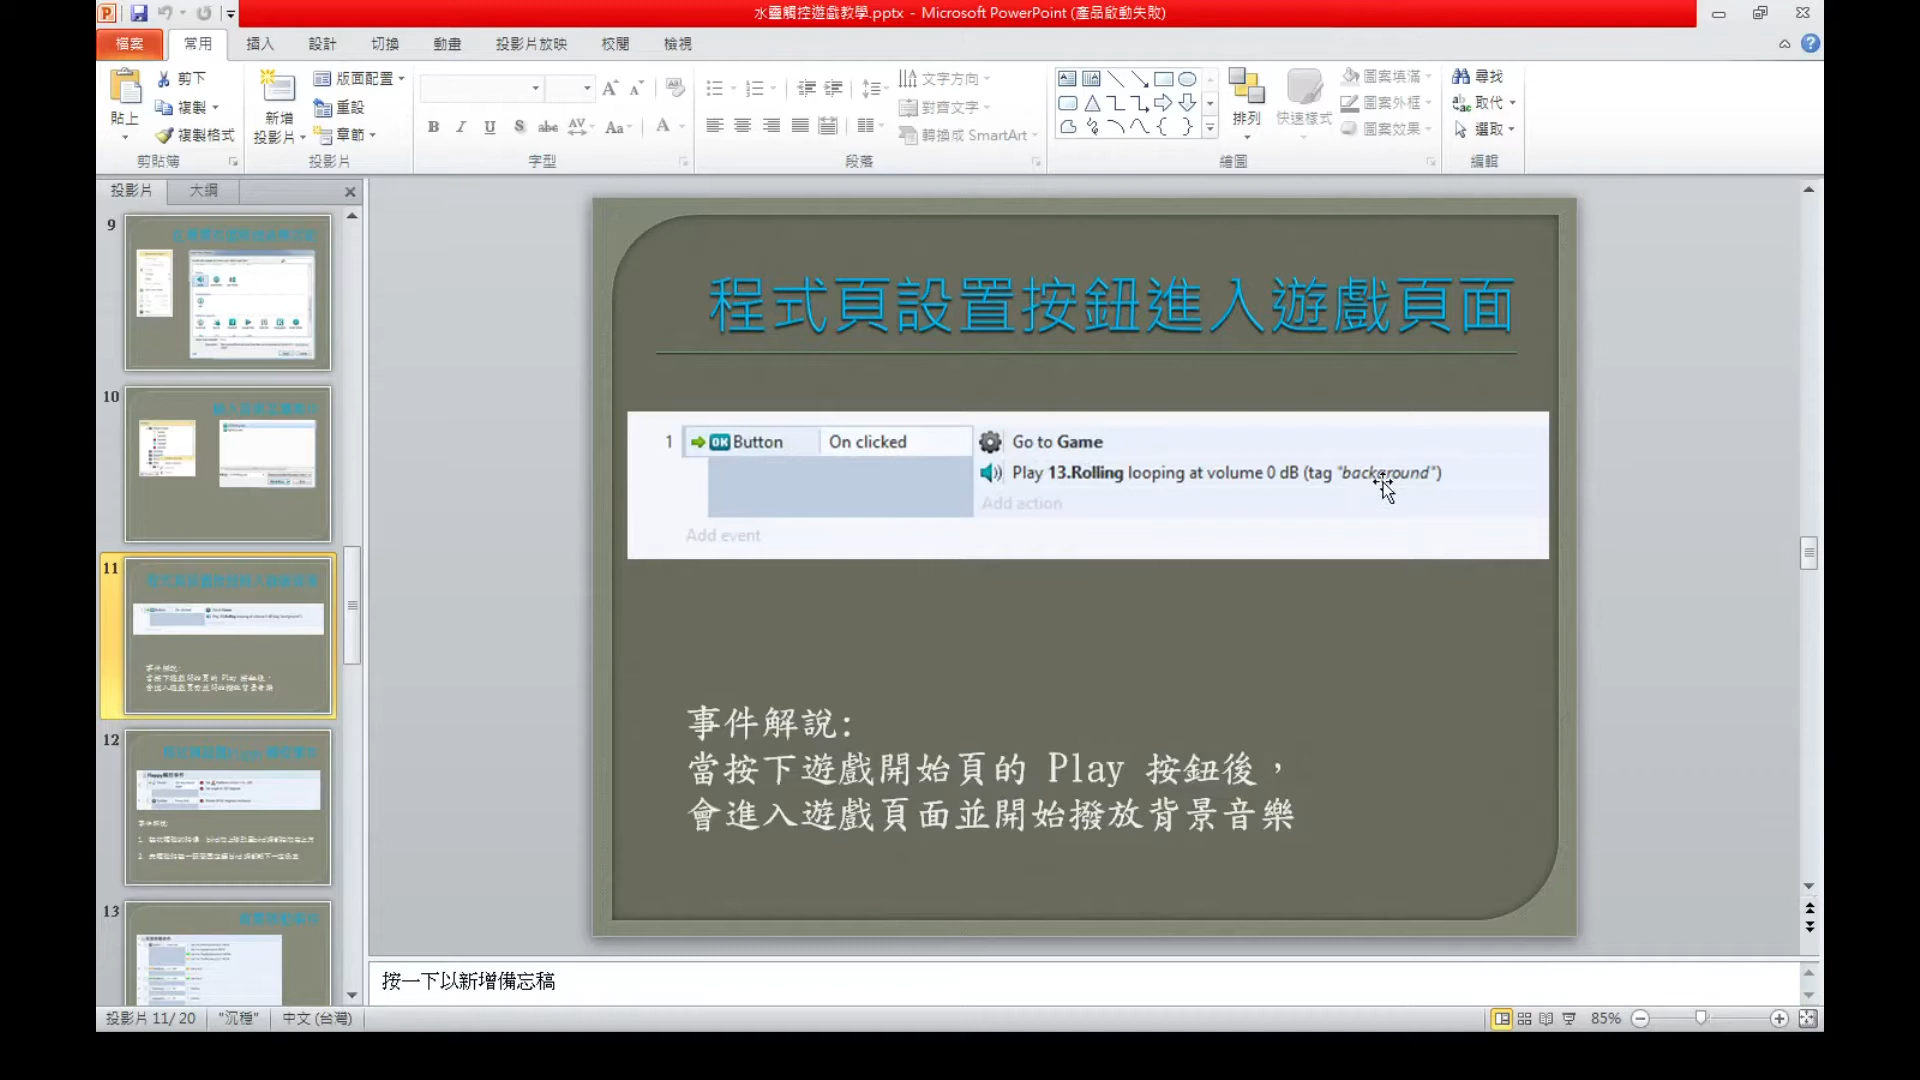 水靈觸控遊戲教學.pptx - Microsoft PowerPoint (產品啟動失敗)
檔案 常用 插入 設計 切換 動畫 投影片放映 校閱 檢視
貼上
剪下
複製
複製格式
剪貼簿
新增
投影片
版面配置
重設
章節
投影片
字型
文字方向
對齊文字
轉換成 SmartArt
段落
排列
快速樣式
圖案填滿
圖案外框
圖案效果
繪圖
尋找
取代
選取
編輯
投影片 大綱
9
10
11
12
13
程式頁設置按鈕進入遊戲頁面
1 OK Button On clicked Go to Game
Play 13.Rolling looping at volume 0 dB (tag "background")
Add action
Add event
事件解說:
當按下遊戲開始頁的 Play 按鈕後，
會進入遊戲頁面並開始撥放背景音樂
按一下以新增備忘稿
投影片 11/ 20 "沉穩" 中文 (台灣) 85%